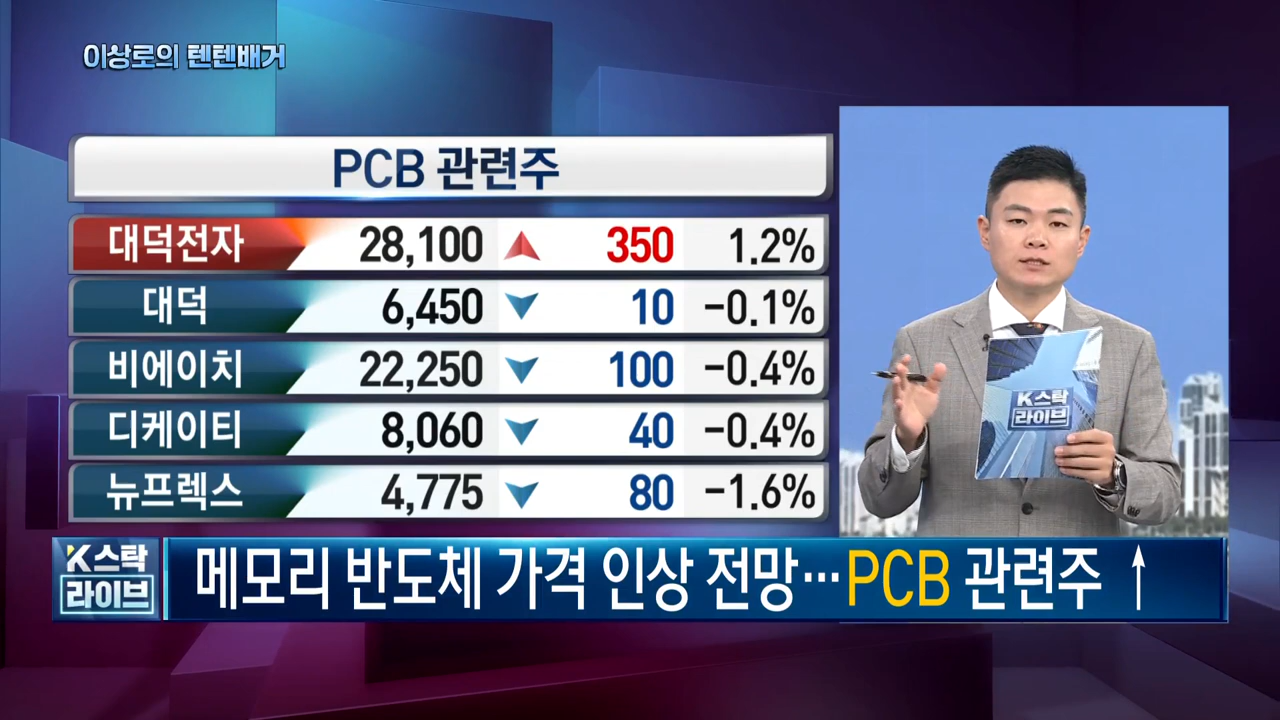 이상로의 텐텐배거
PCB 관련주
대덕전자 28,100 ▲ 350 1.2%
대덕 6,450 ▼ 10 -0.1%
비에이치 22,250 ▼ 100 -0.4%
디케이티 8,060 ▼ 40 -0.4%
뉴프렉스 4,775 ▼ 80 -1.6%
K스탁
라이브
K스탁
라이브
메모리 반도체 가격 인상 전망…PCB 관련주 ↑